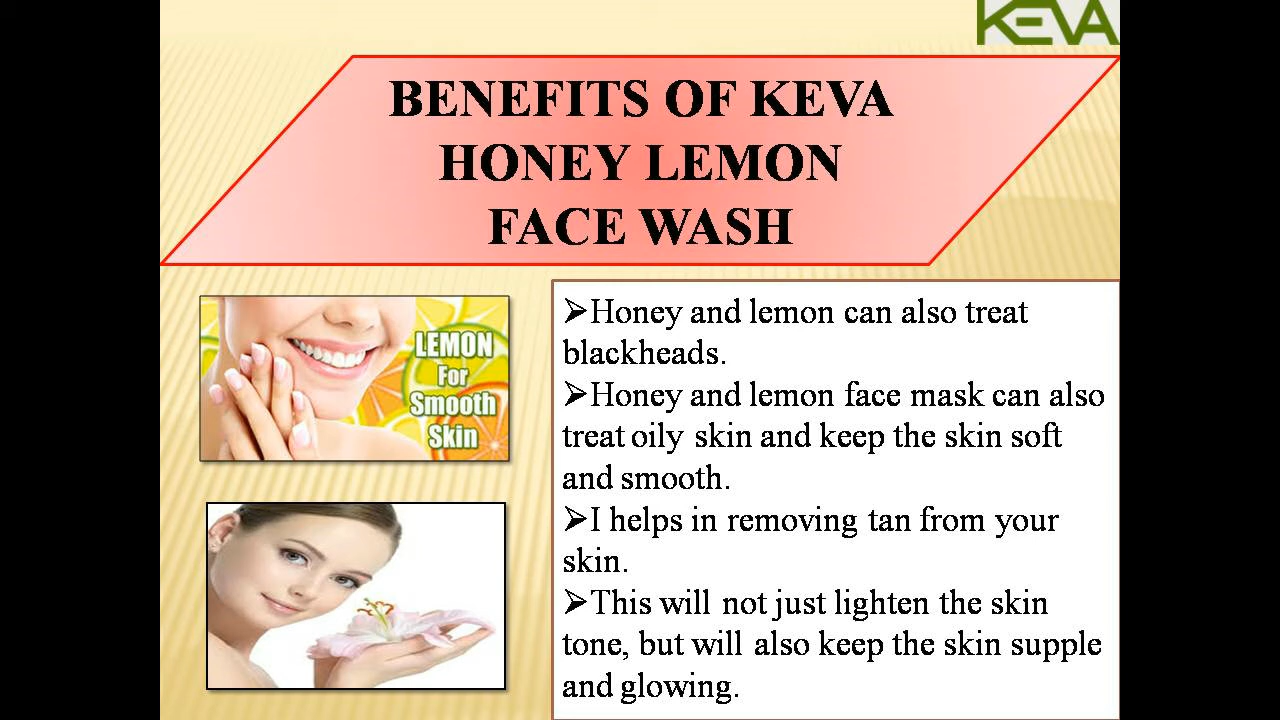 KEVA
BENEFITS OF KEVA
HONEY LEMON
FACE WASH
LEMON
For
Smooth
Skin
➢Honey and lemon can also treat
blackheads.
➢Honey and lemon face mask can also
treat oily skin and keep the skin soft
and smooth.
➢I helps in removing tan from your
skin.
➢This will not just lighten the skin
tone, but will also keep the skin supple
and glowing.